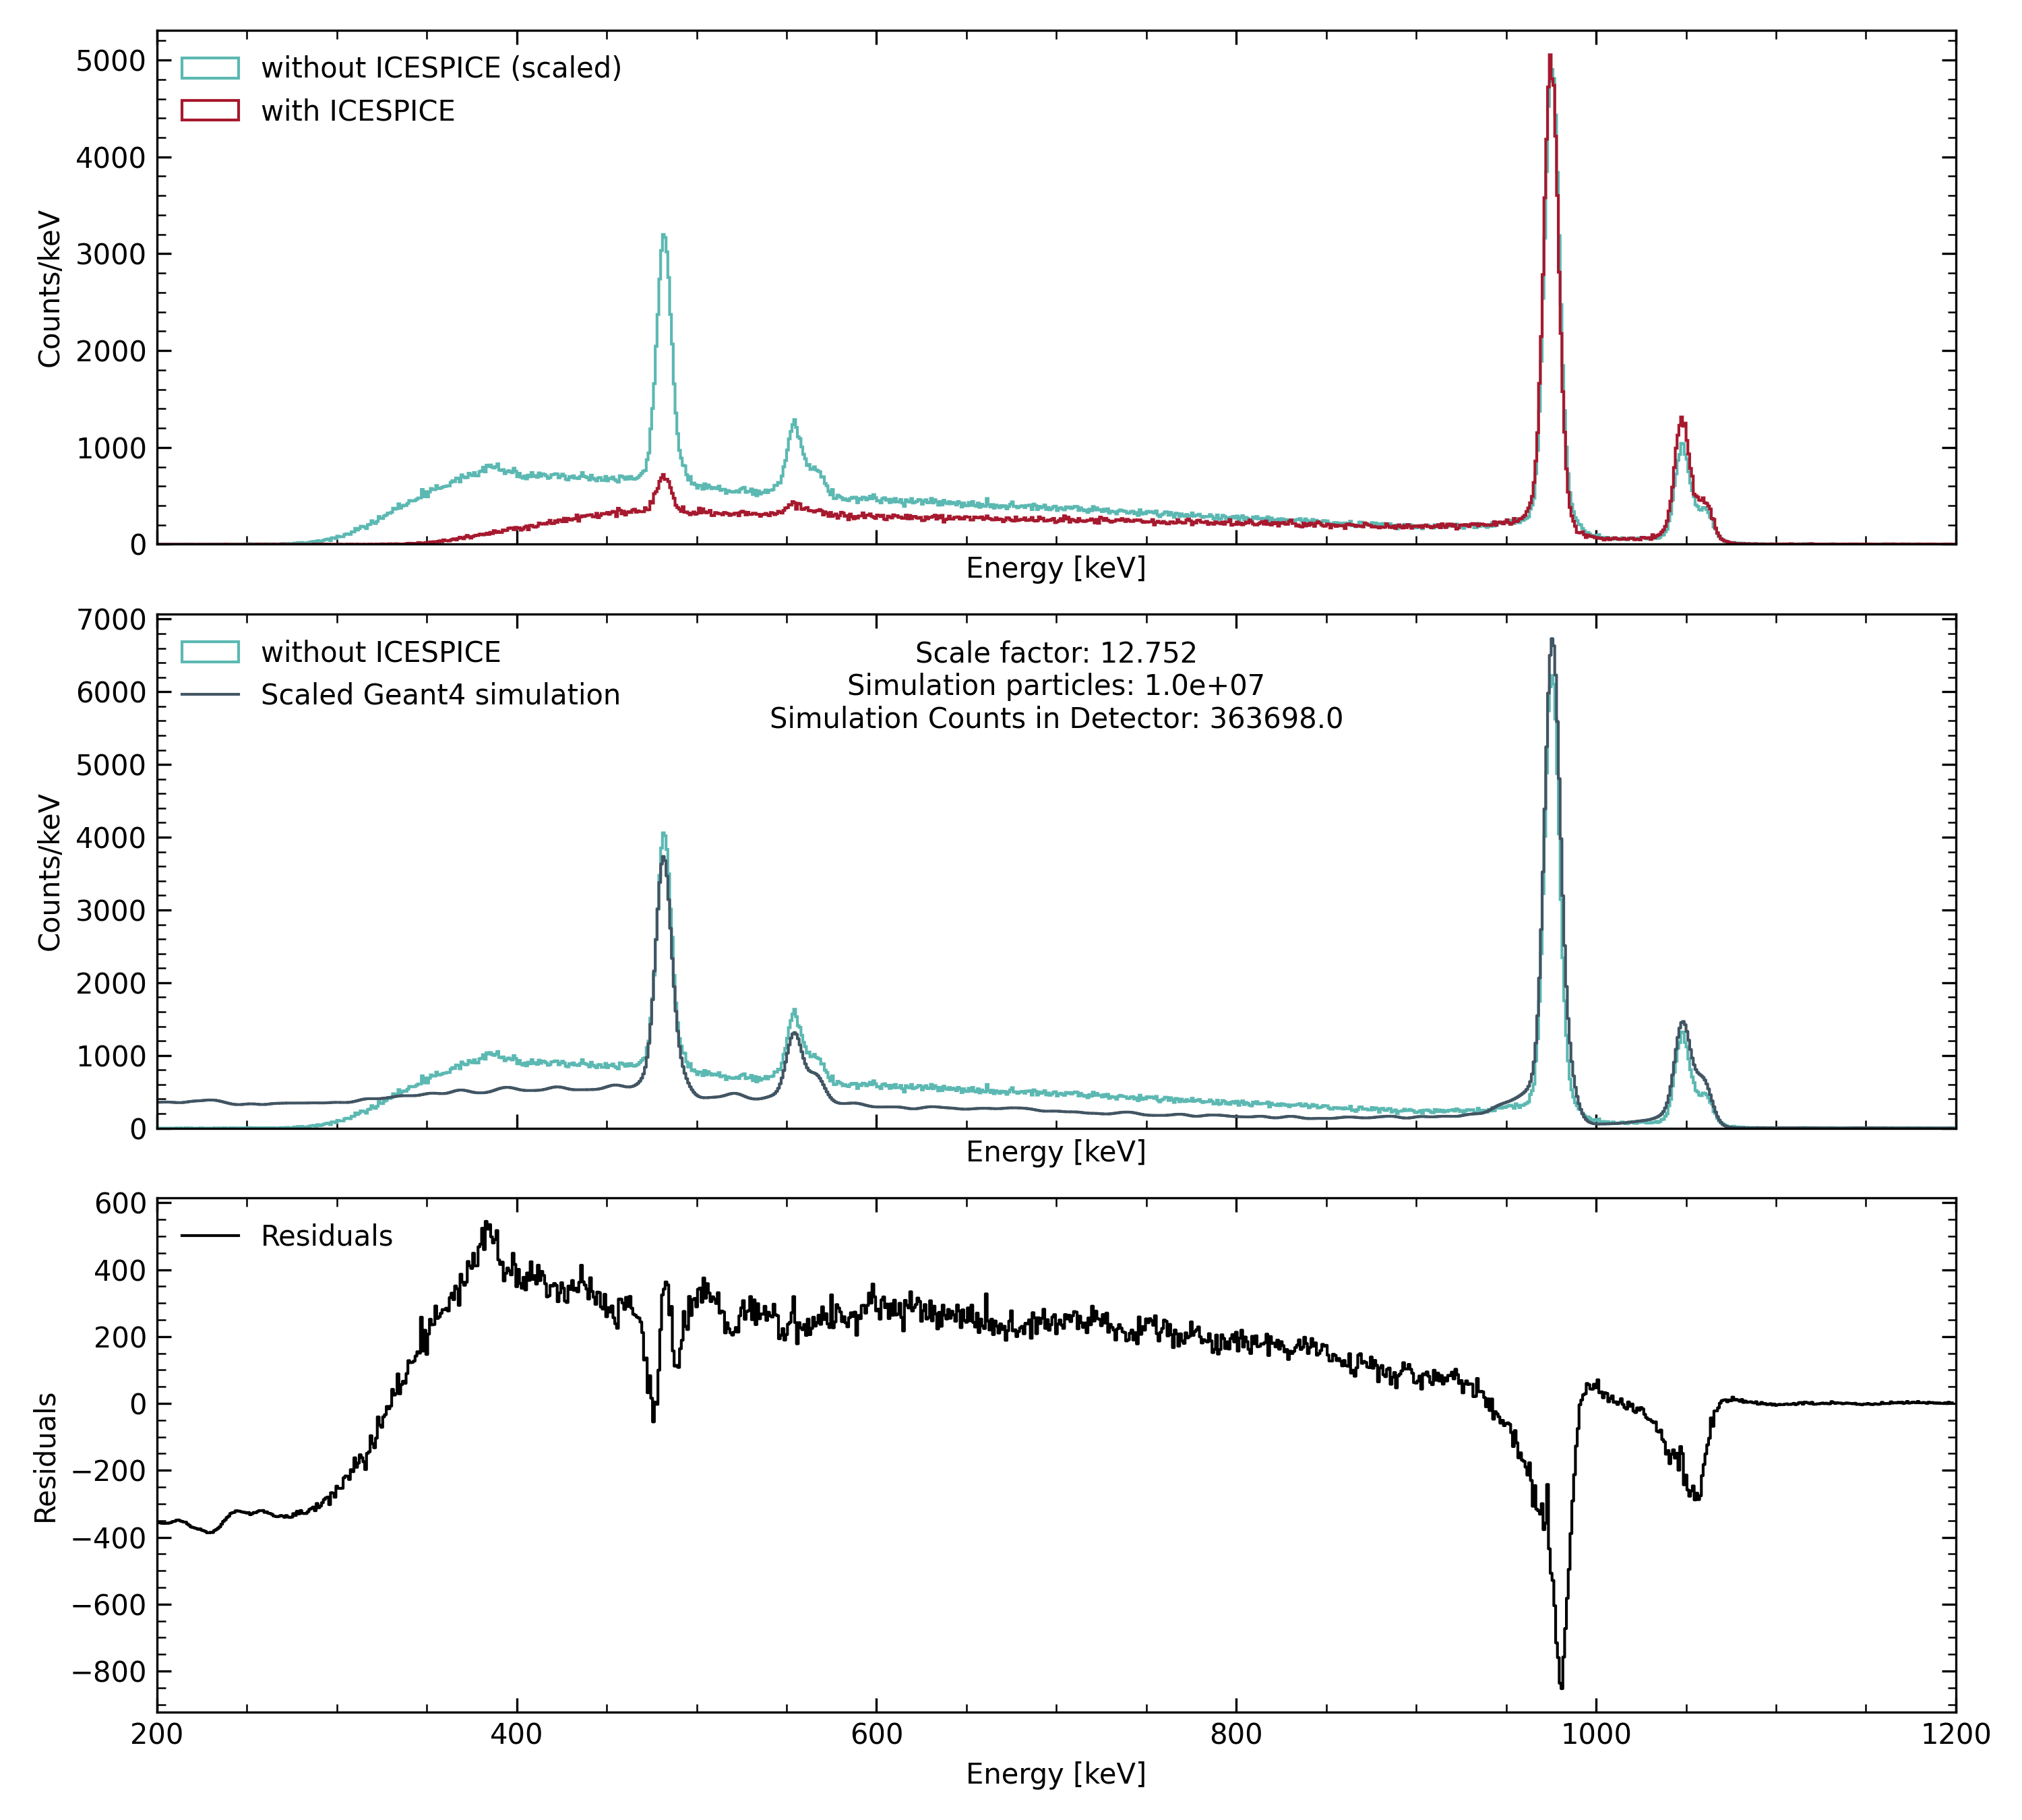 5000
4000
3000
2000
1000
0
Counts/keV
without ICESPICE (scaled)
with ICESPICE
Energy [keV]
7000
6000
5000
4000
3000
2000
1000
0
Counts/keV
without ICESPICE
Scaled Geant4 simulation
Scale factor: 12.752
Simulation particles: 1.0e+07
Simulation Counts in Detector: 363698.0
Energy [keV]
600
400
200
0
−200
−400
−600
−800
Residuals
Residuals
200 400 600 800 1000 1200
Energy [keV]